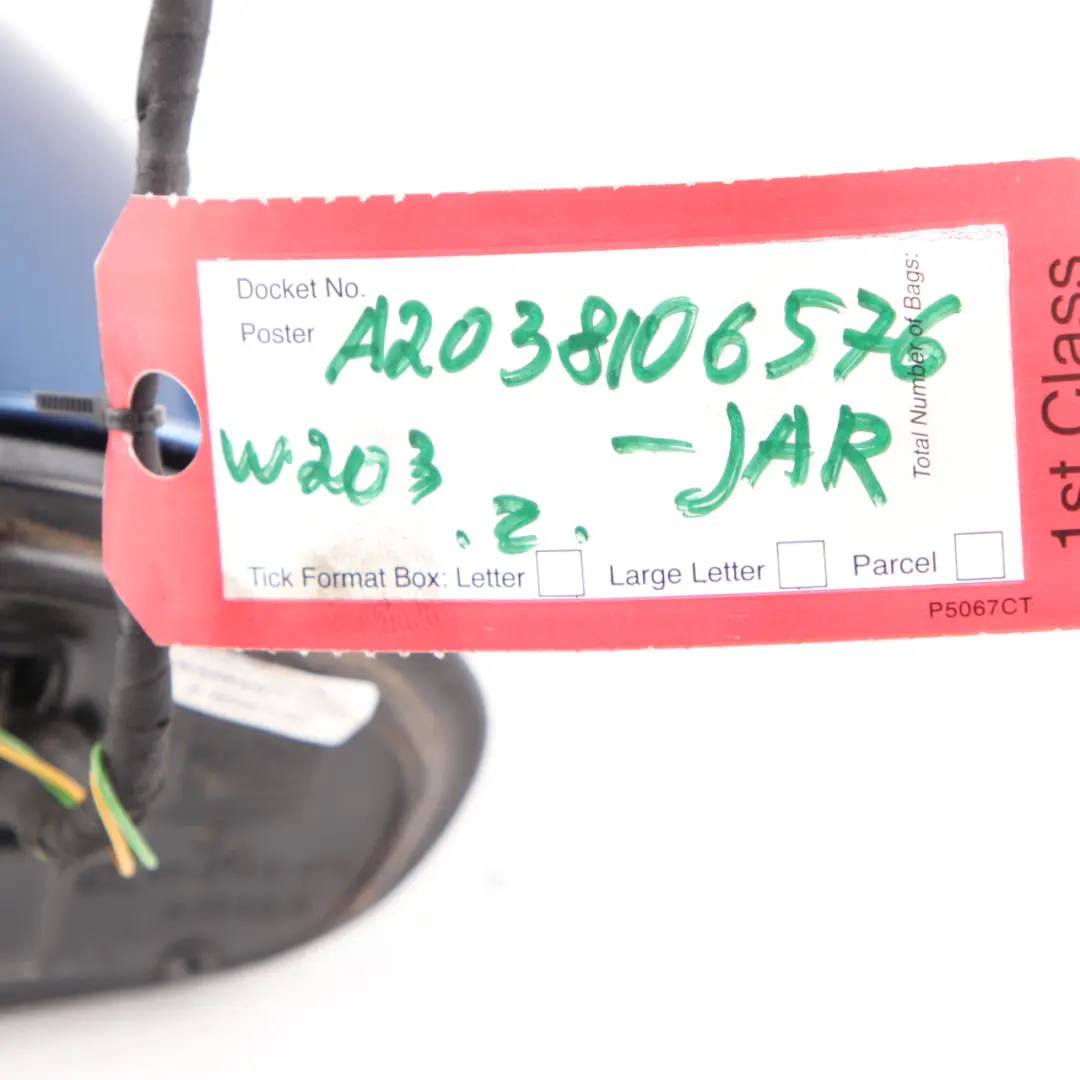 Docket No.
Poster A2038106576
W203 - JAR
. Z .
Tick Format Box: Letter Large Letter Parcel
P5067CT
Total Number of Bags:
1st Class